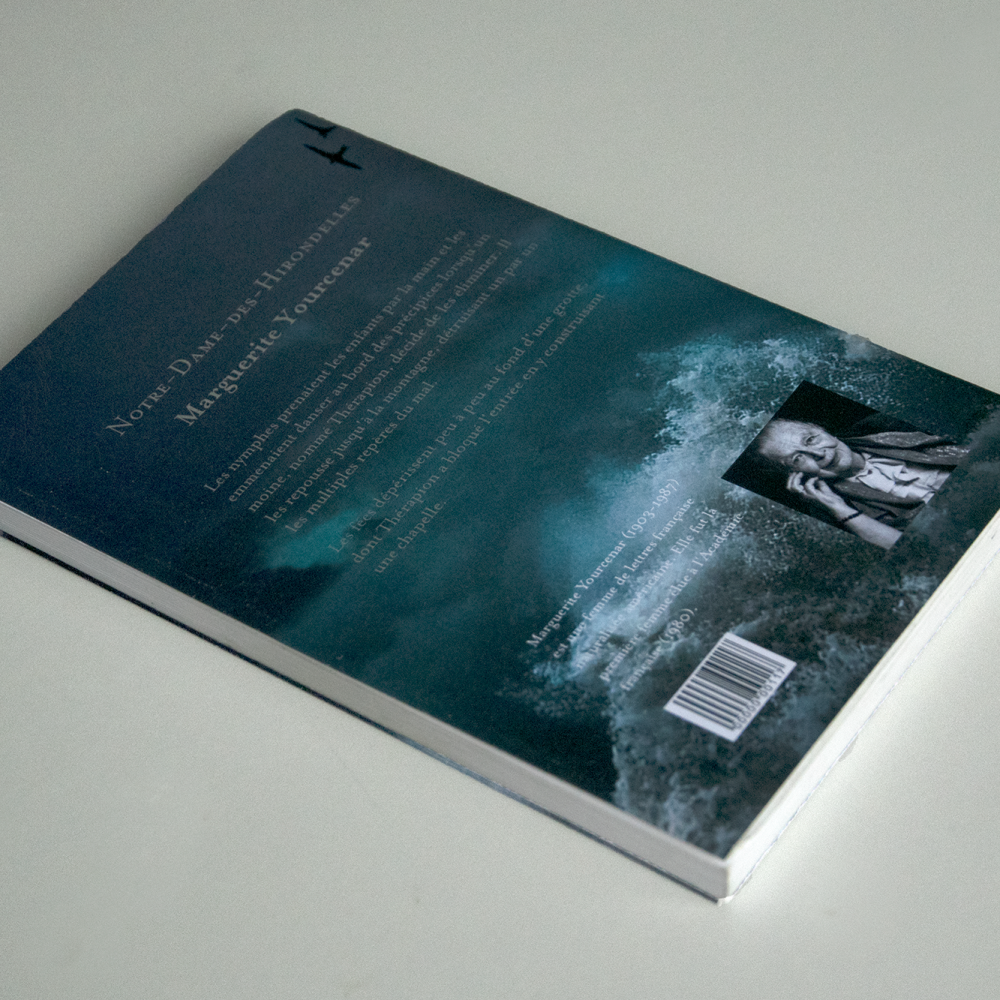 Notre-Dame-des-Hirondelles
Marguerite Yourcenar
Les nymphes prenaient les enfants par la main et les
emmenaient danser au bord des précipices lorsqu'un
moine, nommé Thérapion, décide de les éliminer. Il
les repousse jusqu'à la montagne, détruisant un par un
les multiples repères du mal.
Les fées dépérissent peu à peu au fond d'une grotte,
dont Thérapion a bloqué l'entrée en y construisant
une chapelle.
Marguerite Yourcenar (1903-1987)
est une femme de lettres française
Elle fut la
première femme élue à l'Académie
française (1980).